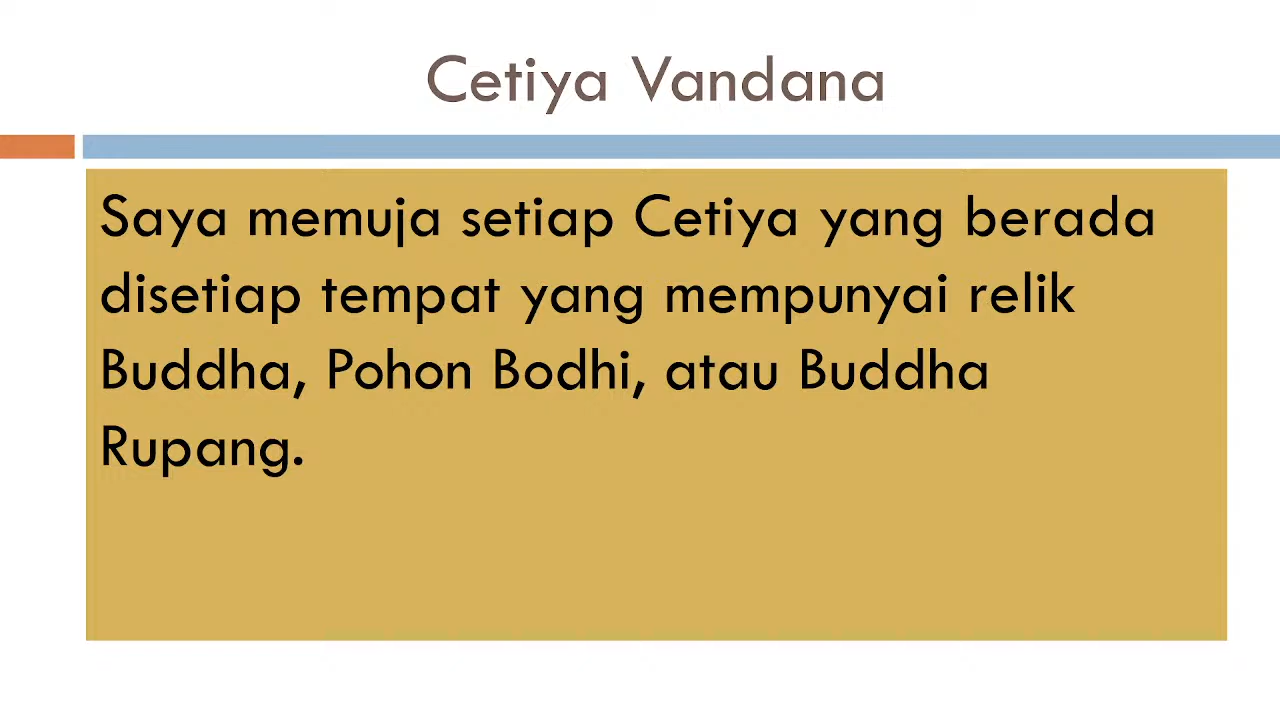 Cetiya Vandana
Saya memuja setiap Cetiya yang berada
disetiap tempat yang mempunyai relik
Buddha, Pohon Bodhi, atau Buddha
Rupang.